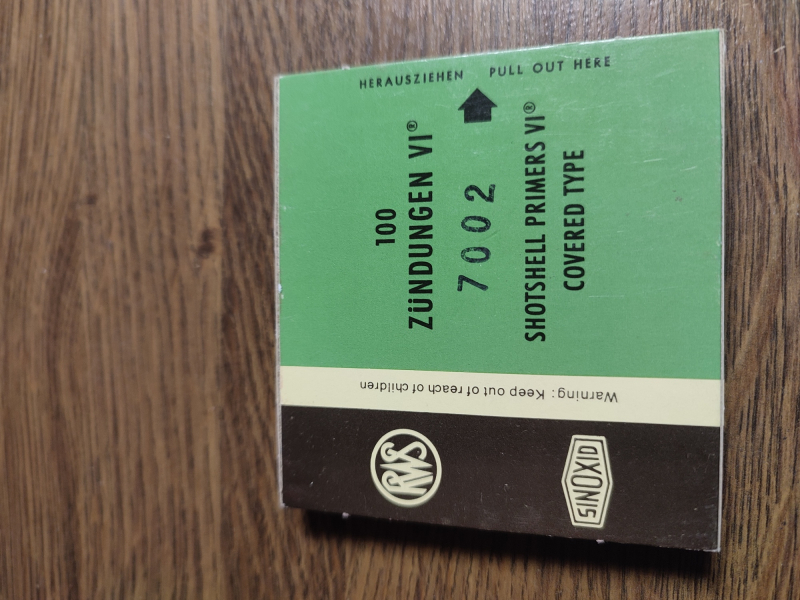 HERAUSZIEHEN PULL OUT HERE
100
ZÜNDUNGEN VI®
7002
SHOTSHELL PRIMERS VI®
COVERED TYPE
Warning: Keep out of reach of children
RWS
SINOXID